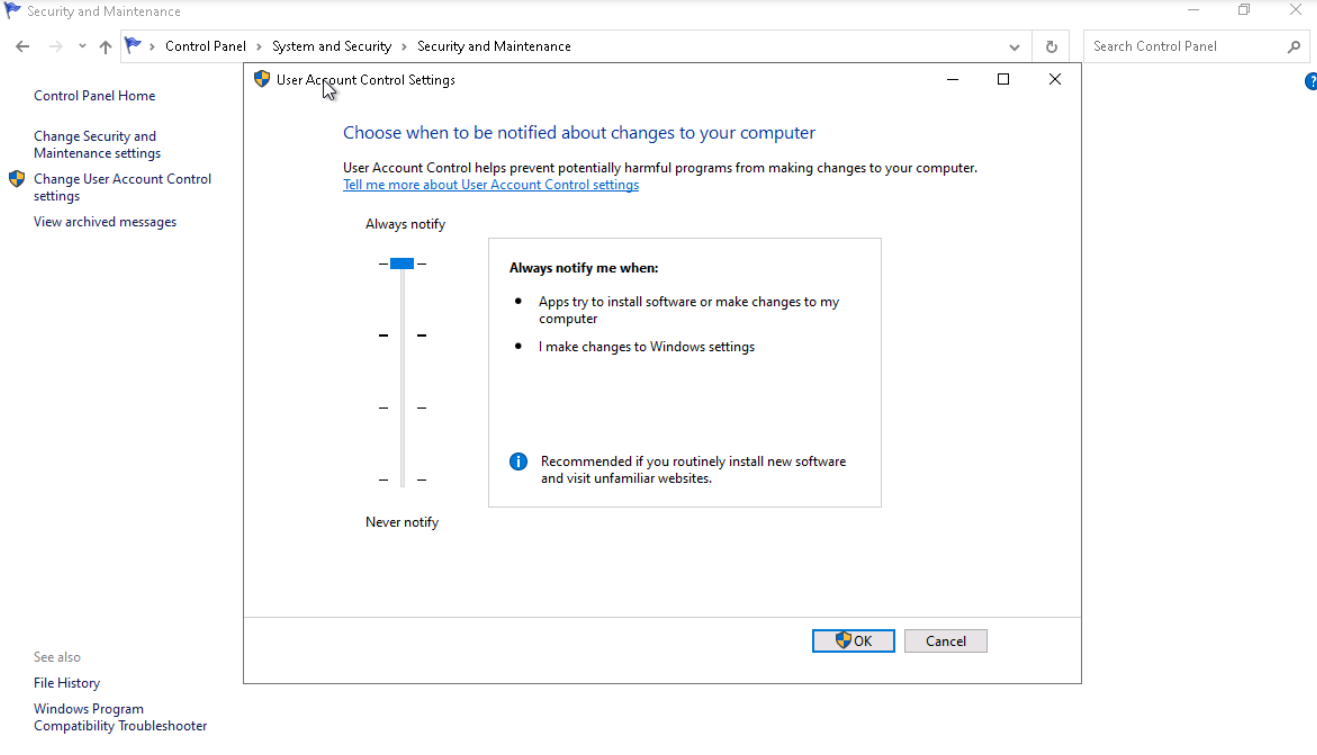 Security and Maintenance
Control Panel > System and Security > Security and Maintenance
Search Control Panel
Control Panel Home
Change Security and
Maintenance settings
Change User Account Control
settings
View archived messages
See also
File History
Windows Program
Compatibility Troubleshooter
User Account Control Settings
Choose when to be notified about changes to your computer
User Account Control helps prevent potentially harmful programs from making changes to your computer.
Tell me more about User Account Control settings
Always notify
Always notify me when:
• Apps try to install software or make changes to my
computer
• I make changes to Windows settings
Recommended if you routinely install new software
and visit unfamiliar websites.
Never notify
OK
Cancel